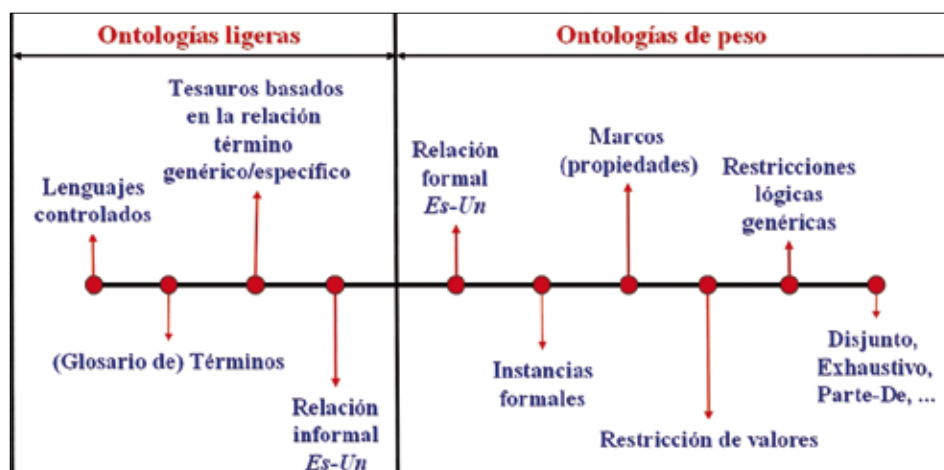 Ontologías ligeras
Ontologías de peso
Lenguajes
controlados
(Glosario de) Términos
Tesauros basados
en la relación
término
genérico/específico
Relación
informal
Es-Un
Relación
formal
Es-Un
Instancias
formales
Marcos
(propiedades)
Restricción de valores
Restricciones
lógicas
genéricas
Disjunto,
Exhaustivo,
Parte-De, ...